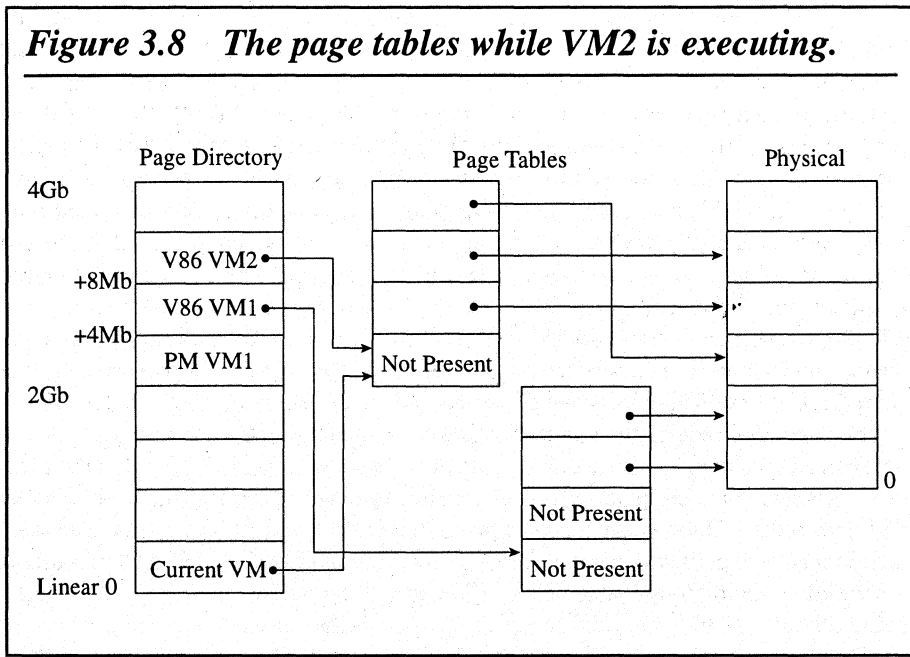 Figure 3.8 The page tables while VM2 is executing.
Page Directory
Page Tables
Physical
4Gb
V86 VM2
+8Mb
V86 VM1
+4Mb
PM VM1
Not Present
2Gb
0
Not Present
Not Present
Current VM
Linear 0